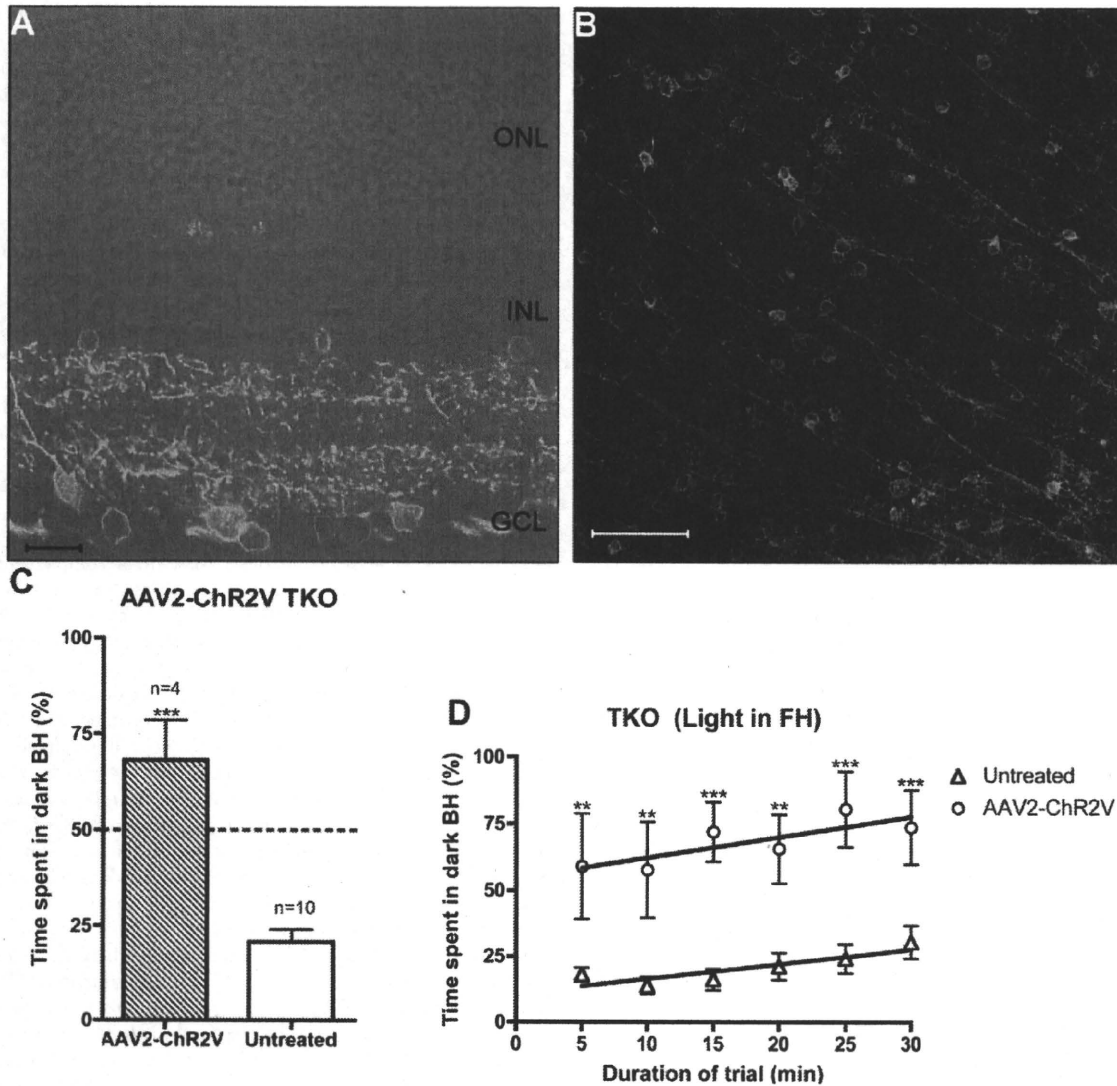 A
ONL
INL
GCL
B
C
AAV2-ChR2V TKO
Time spent in dark BH (%)
100
75
50
25
0
n=4
***
n=10
AAV2-ChR2V
Untreated
D
TKO (Light in FH)
Time spent in dark BH (%)
100
75
50
25
0
** ** *** ** *** ***
0 5 10 15 20 25 30
Duration of trial (min)
Untreated
AAV2-ChR2V